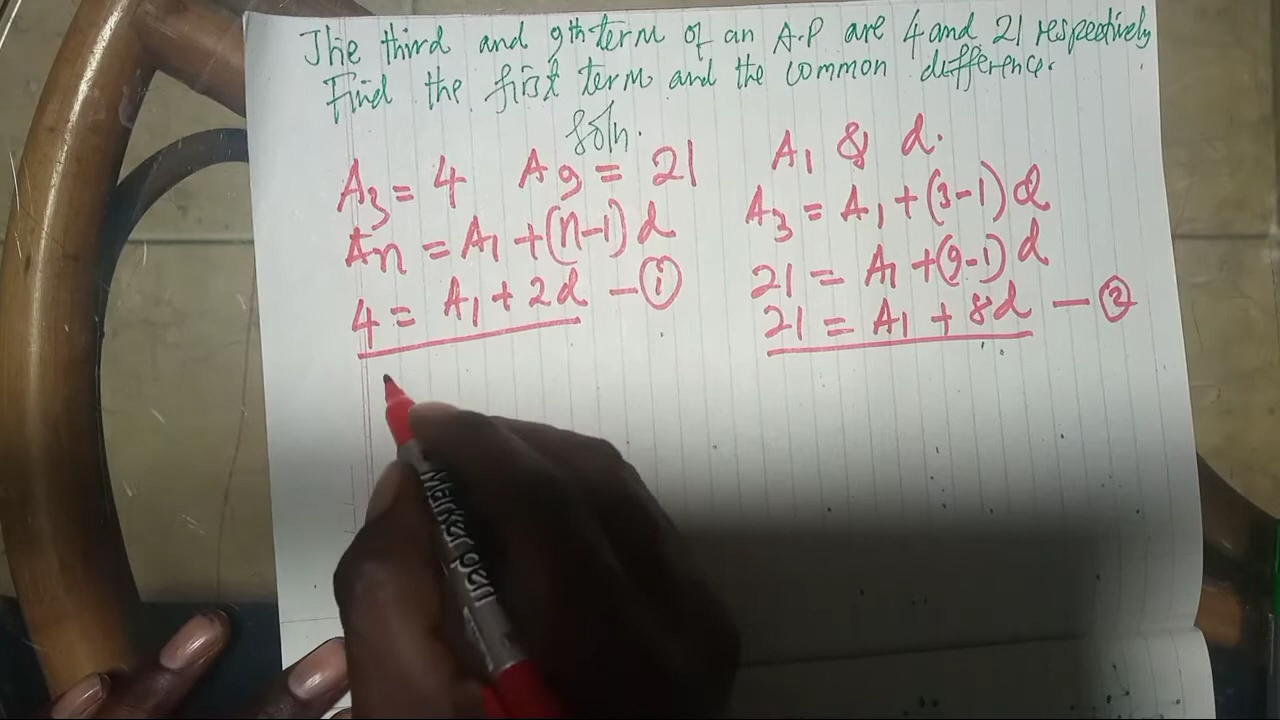 The third and 9th term of an A.P are 4 and 21 respectively
Find the first term and the common difference.
Soln.
A₃ = 4 A₉ = 21
An = A₁ + (n-1)d
4 = A₁ + 2d - ①
A₁ & d.
A₃ = A₁ + (3-1)d
21 = A₁ + (9-1)d
21 = A₁ + 8d - ②
Marker pen